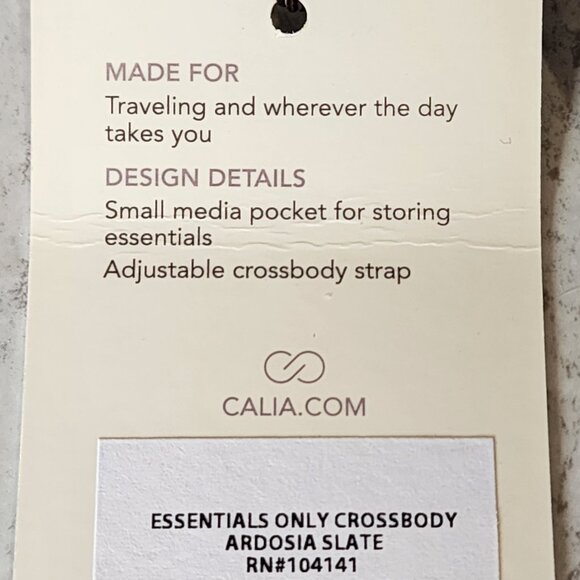 MADE FOR
Traveling and wherever the day
takes you
DESIGN DETAILS
Small media pocket for storing
essentials
Adjustable crossbody strap
CALIA.COM
ESSENTIALS ONLY CROSSBODY
ARDOSIA SLATE
RN#104141